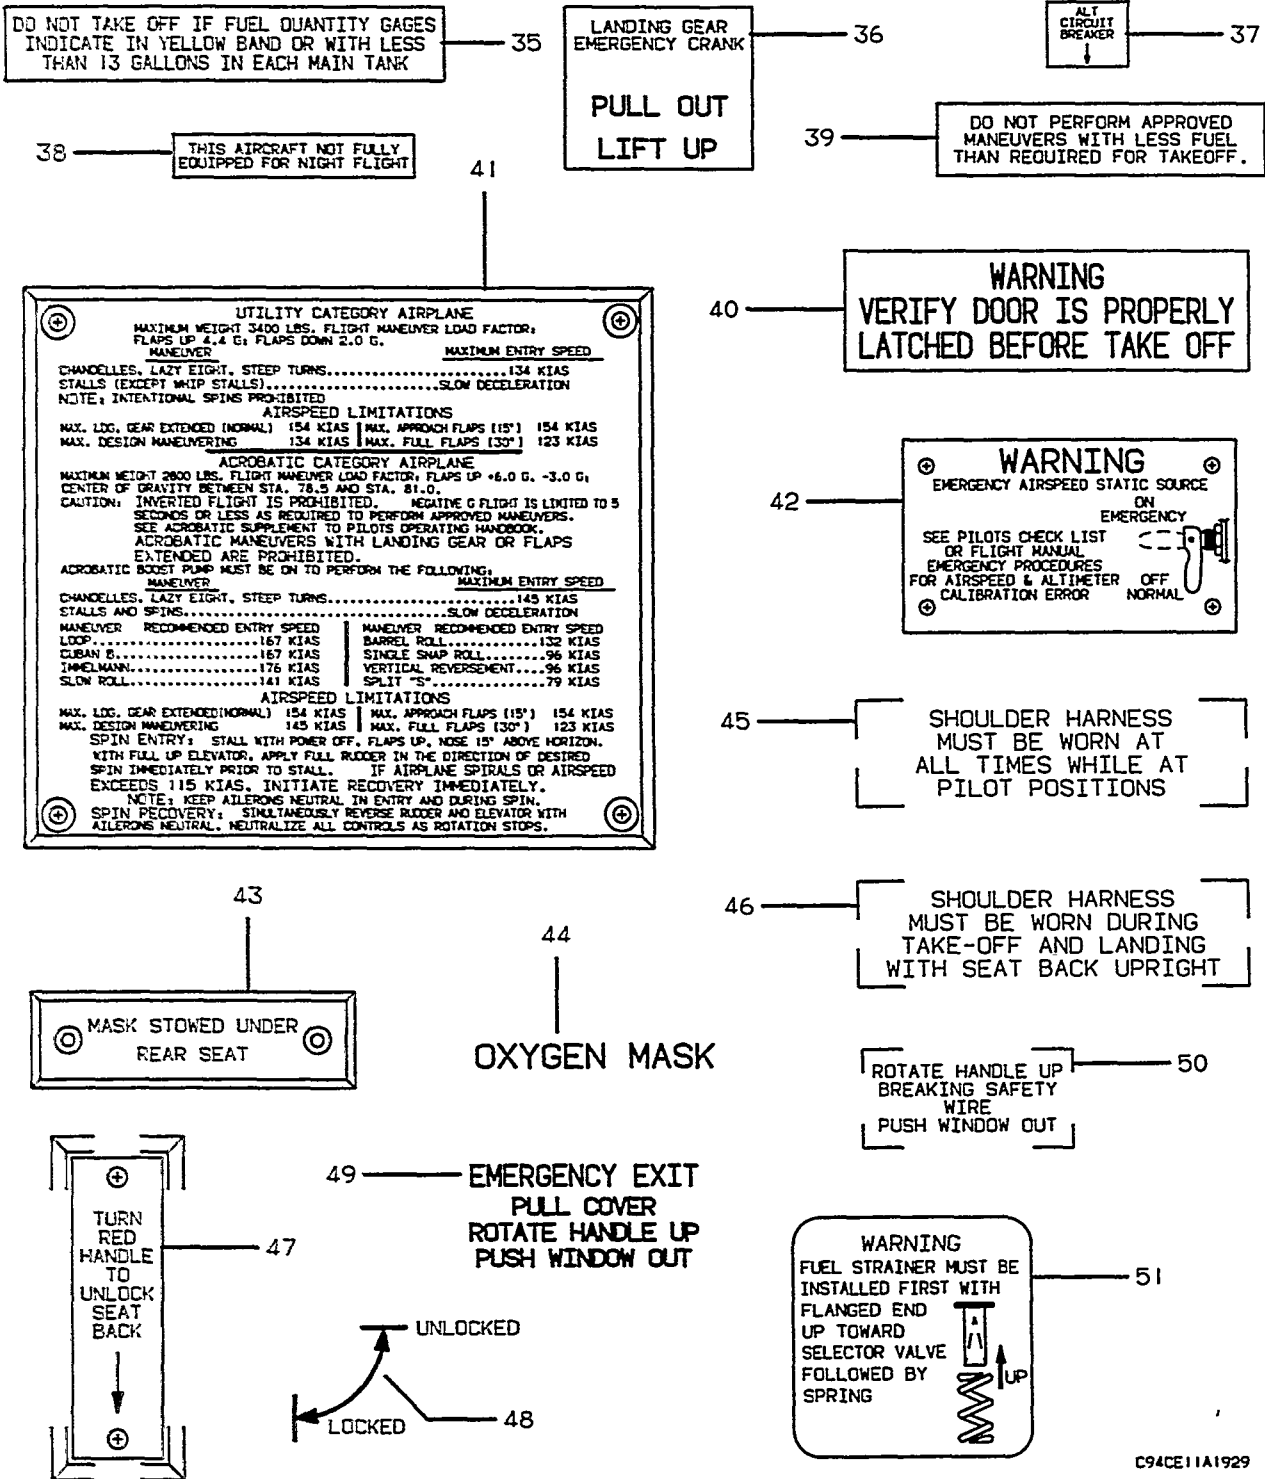 DO NOT TAKE OFF IF FUEL QUANTITY GAGES
INDICATE IN YELLOW BAND OR WITH LESS
THAN 13 GALLONS IN EACH MAIN TANK
35
LANDING GEAR
EMERGENCY CRANK
PULL OUT
LIFT UP
36
ALT
CIRCUIT
BREAKER
37
38
THIS AIRCRAFT NOT FULLY
EQUIPPED FOR NIGHT FLIGHT
39
DO NOT PERFORM APPROVED
MANEUVERS WITH LESS FUEL
THAN REQUIRED FOR TAKEOFF.
41
UTILITY CATEGORY AIRPLANE
MAXIMUM WEIGHT 3400 LBS. FLIGHT MANEUVER LOAD FACTOR:
FLAPS UP 4.4 G; FLAPS DOWN 2.0 G.
MANEUVER MAXIMUM ENTRY SPEED
CHANDELLES, LAZY EIGHT, STEEP TURNS.........................134 KIAS
STALLS (EXCEPT WHIP STALLS)........................SLOW DECELERATION
NOTE: INTENTIONAL SPINS PROHIBITED
AIRSPEED LIMITATIONS
MAX. LDG. GEAR EXTENDED (NORMAL) 154 KIAS MAX. APPROACH FLAPS (15°) 154 KIAS
MAX. DESIGN MANEUVERING 134 KIAS MAX. FULL FLAPS (30°) 123 KIAS
ACROBATIC CATEGORY AIRPLANE
MAXIMUM WEIGHT 2800 LBS. FLIGHT MANEUVER LOAD FACTOR: FLAPS UP +6.0 G. -3.0 G;
CENTER OF GRAVITY BETWEEN STA. 78.5 AND STA. 81.0.
CAUTION: INVERTED FLIGHT IS PROHIBITED. NEGATIVE G FLIGHT IS LIMITED TO 5
SECONDS OR LESS AS REQUIRED TO PERFORM APPROVED MANEUVERS.
SEE ACROBATIC SUPPLEMENT TO PILOTS OPERATING HANDBOOK.
ACROBATIC MANEUVERS WITH LANDING GEAR OR FLAPS
EXTENDED ARE PROHIBITED.
ACROBATIC BOOST PUMP MUST BE ON TO PERFORM THE FOLLOWING:
MANEUVER MAXIMUM ENTRY SPEED
CHANDELLES, LAZY EIGHT, STEEP TURNS..........................145 KIAS
STALLS AND SPINS.....................................SLOW DECELERATION
MANEUVER RECOMMENDED ENTRY SPEED MANEUVER RECOMMENDED ENTRY SPEED
LOOP......................167 KIAS BARREL ROLL............132 KIAS
CUBAN 8...................167 KIAS SINGLE SNAP ROLL........96 KIAS
IMMELMANN.................176 KIAS VERTICAL REVERSEMENT....96 KIAS
SLOW ROLL.................141 KIAS SPLIT "S"...............79 KIAS
AIRSPEED LIMITATIONS
MAX. LDG. GEAR EXTENDED(NORMAL) 154 KIAS MAX. APPROACH FLAPS (15°) 154 KIAS
MAX. DESIGN MANEUVERING 145 KIAS MAX. FULL FLAPS (30°) 123 KIAS
SPIN ENTRY: STALL WITH POWER OFF, FLAPS UP, NOSE 15° ABOVE HORIZON.
WITH FULL UP ELEVATOR, APPLY FULL RUDDER IN THE DIRECTION OF DESIRED
SPIN IMMEDIATELY PRIOR TO STALL. IF AIRPLANE SPIRALS OR AIRSPEED
EXCEEDS 115 KIAS, INITIATE RECOVERY IMMEDIATELY.
NOTE: KEEP AILERONS NEUTRAL IN ENTRY AND DURING SPIN.
SPIN RECOVERY: SIMULTANEOUSLY REVERSE RUDDER AND ELEVATOR WITH
AILERONS NEUTRAL. NEUTRALIZE ALL CONTROLS AS ROTATION STOPS.
40
WARNING
VERIFY DOOR IS PROPERLY
LATCHED BEFORE TAKE OFF
42
WARNING
EMERGENCY AIRSPEED STATIC SOURCE
ON
EMERGENCY
SEE PILOTS CHECK LIST
OR FLIGHT MANUAL
EMERGENCY PROCEDURES
FOR AIRSPEED & ALTIMETER
CALIBRATION ERROR
OFF
NORMAL
45
SHOULDER HARNESS
MUST BE WORN AT
ALL TIMES WHILE AT
PILOT POSITIONS
46
SHOULDER HARNESS
MUST BE WORN DURING
TAKE-OFF AND LANDING
WITH SEAT BACK UPRIGHT
43
MASK STOWED UNDER
REAR SEAT
44
OXYGEN MASK
ROTATE HANDLE UP
BREAKING SAFETY
WIRE
PUSH WINDOW OUT
50
TURN
RED
HANDLE
TO
UNLOCK
SEAT
BACK
47
49
EMERGENCY EXIT
PULL COVER
ROTATE HANDLE UP
PUSH WINDOW OUT
UNLOCKED
LOCKED
48
WARNING
FUEL STRAINER MUST BE
INSTALLED FIRST WITH
FLANGED END
UP TOWARD
SELECTOR VALVE
FOLLOWED BY
SPRING
UP
51
C94CE11A1929